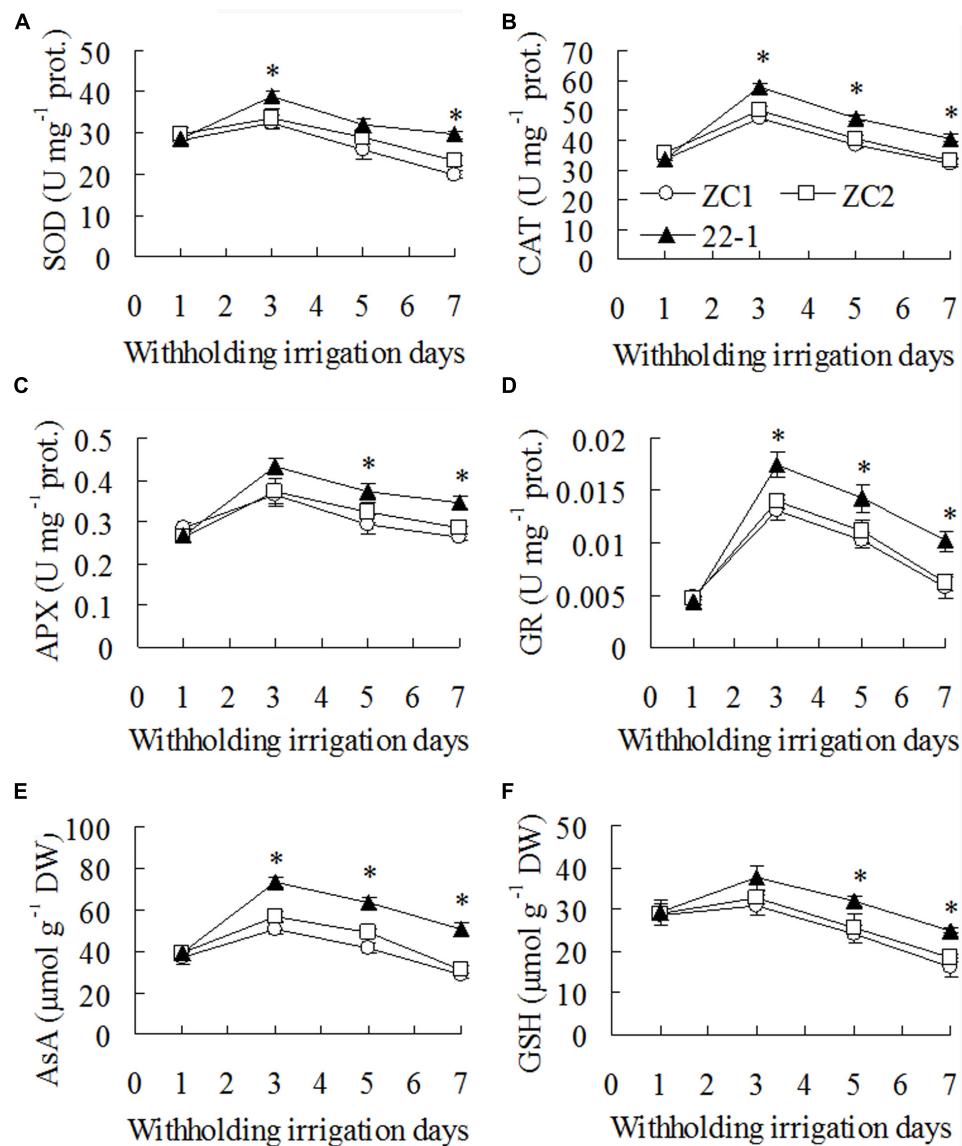 A
SOD (U mg⁻¹ prot.)
50
40
30
20
10
0
*
*
0 1 2 3 4 5 6 7
Withholding irrigation days
B
CAT (U mg⁻¹ prot.)
70
60
50
40
30
20
10
0
*
*
*
ZC1
ZC2
22-1
0 1 2 3 4 5 6 7
Withholding irrigation days
C
APX (U mg⁻¹ prot.)
0.5
0.4
0.3
0.2
0.1
0
*
*
0 1 2 3 4 5 6 7
Withholding irrigation days
D
GR (U mg⁻¹ prot.)
0.02
0.015
0.01
0.005
0
*
*
*
0 1 2 3 4 5 6 7
Withholding irrigation days
E
AsA (μmol g⁻¹ DW)
100
80
60
40
20
0
*
*
*
0 1 2 3 4 5 6 7
Withholding irrigation days
F
GSH (μmol g⁻¹ DW)
50
40
30
20
10
0
*
*
0 1 2 3 4 5 6 7
Withholding irrigation days